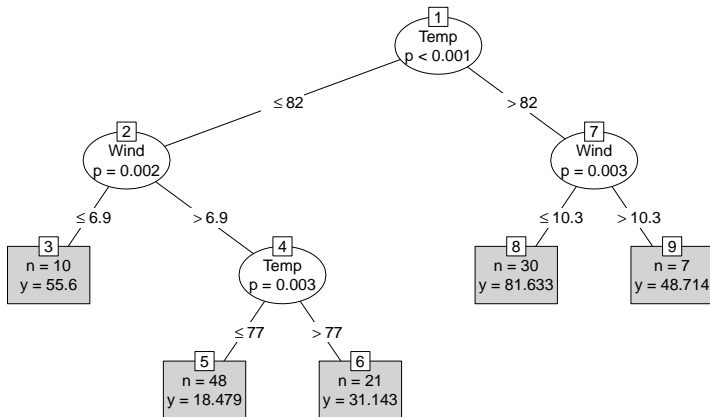 1
Temp
p < 0.001
≤ 82
> 82
2
Wind
p = 0.002
7
Wind
p = 0.003
≤ 6.9
> 6.9
≤ 10.3
> 10.3
3
n = 10
y = 55.6
4
Temp
p = 0.003
8
n = 30
y = 81.633
9
n = 7
y = 48.714
≤ 77
> 77
5
n = 48
y = 18.479
6
n = 21
y = 31.143